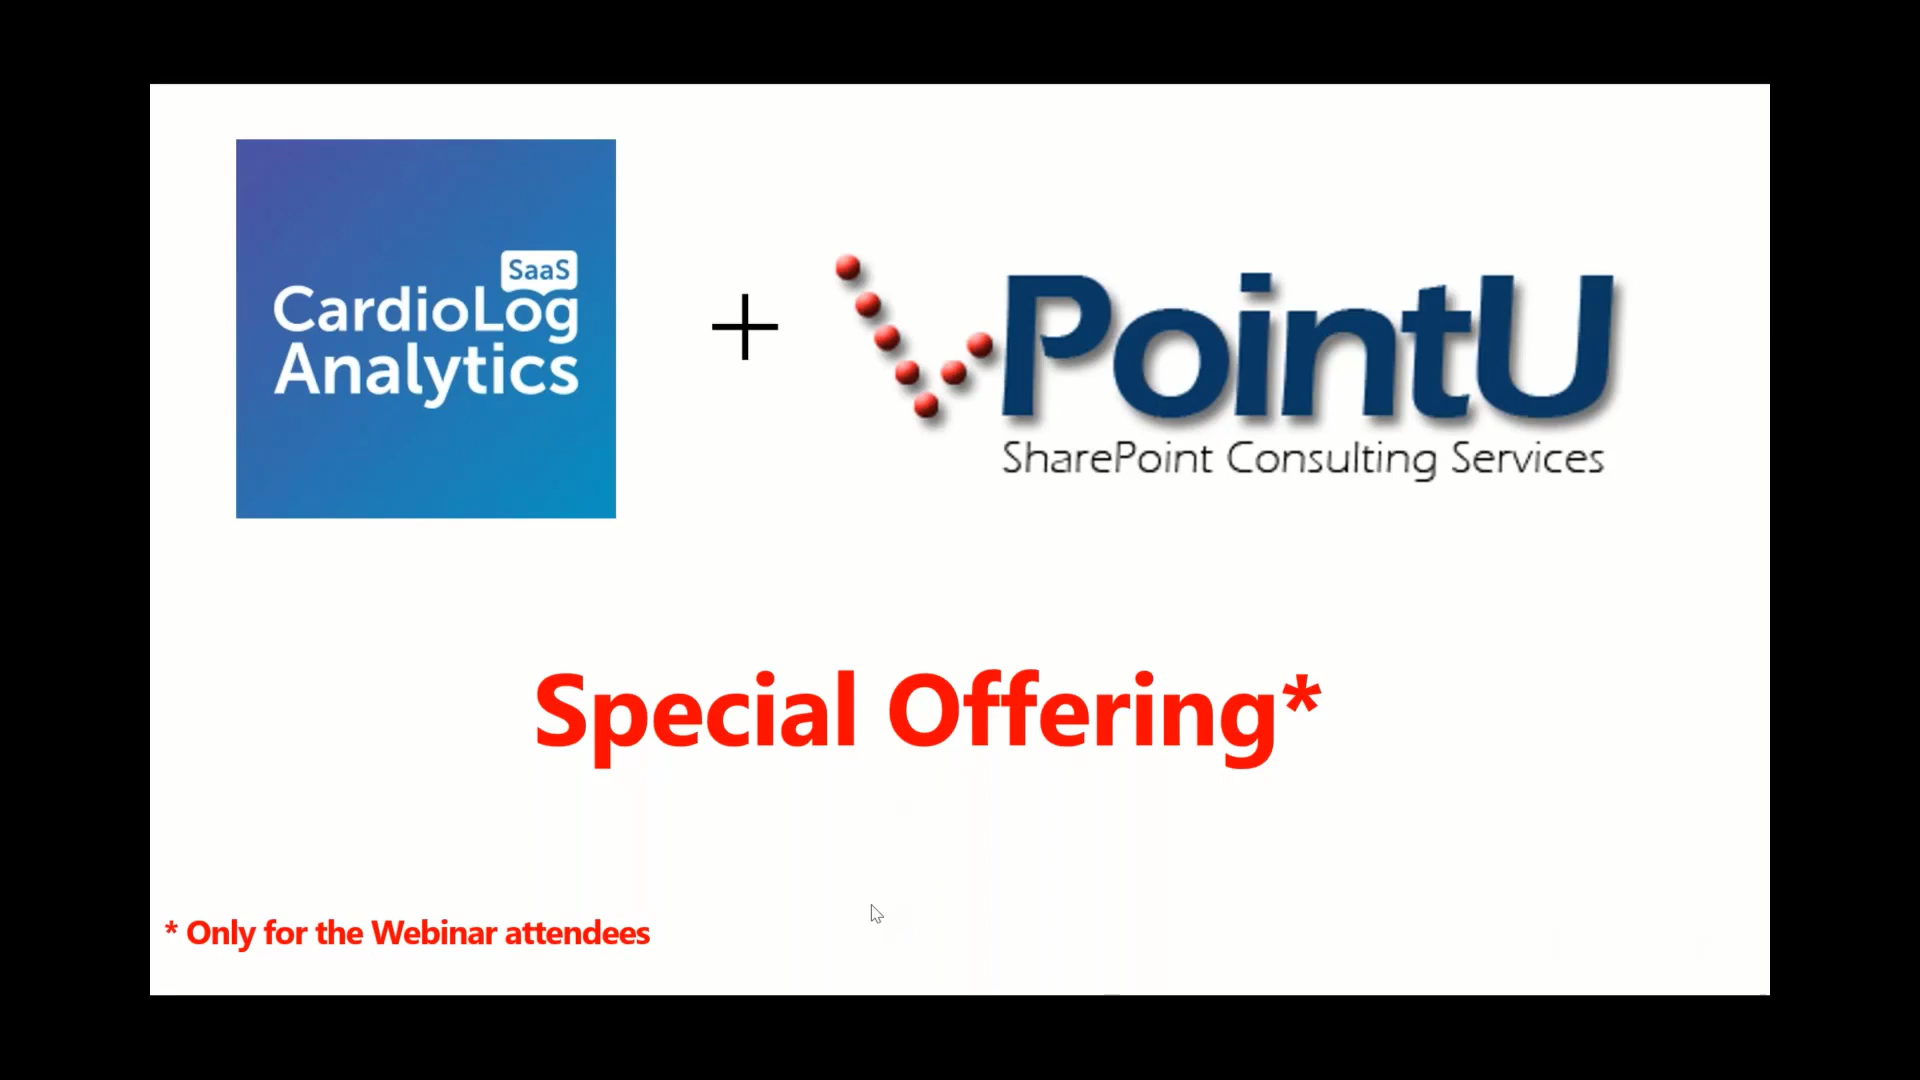 SaaS
CardioLog
Analytics
+
PointU
SharePoint Consulting Services
Special Offering*
* Only for the Webinar attendees